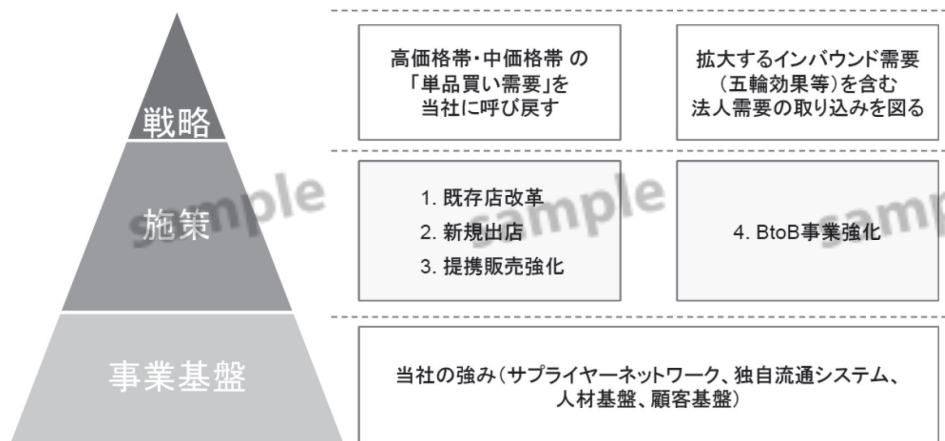 戦略
高価格帯・中価格帯 の
「単品買い需要」を
当社に呼び戻す
拡大するインバウンド需要
（五輪効果等）を含む
法人需要の取り込みを図る
施策
1. 既存店改革
2. 新規出店
3. 提携販売強化
4. BtoB事業強化
sample
sample
sam
事業基盤
当社の強み（サプライヤーネットワーク、独自流通システム、
人材基盤、顧客基盤）